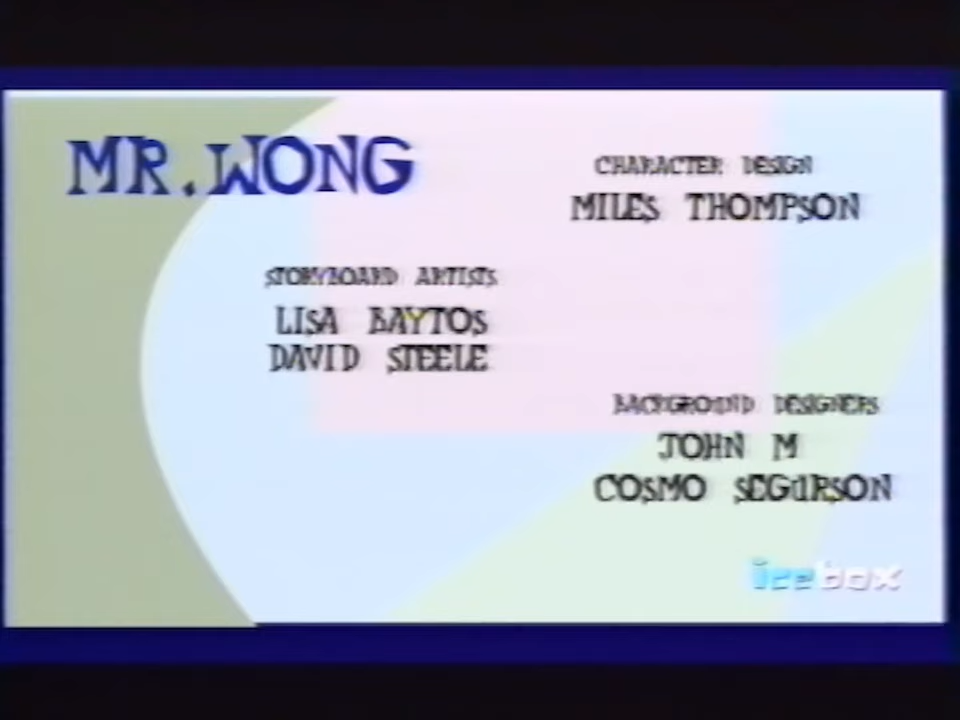 MR. WONG
CHARACTER DESIGN
MILES THOMPSON
STORYBOARD ARTISTS
LISA BAYTOS
DAVID STEELE
BACKGROUND DESIGNERS
JOHN M
COSMO SEGURSON
icebox